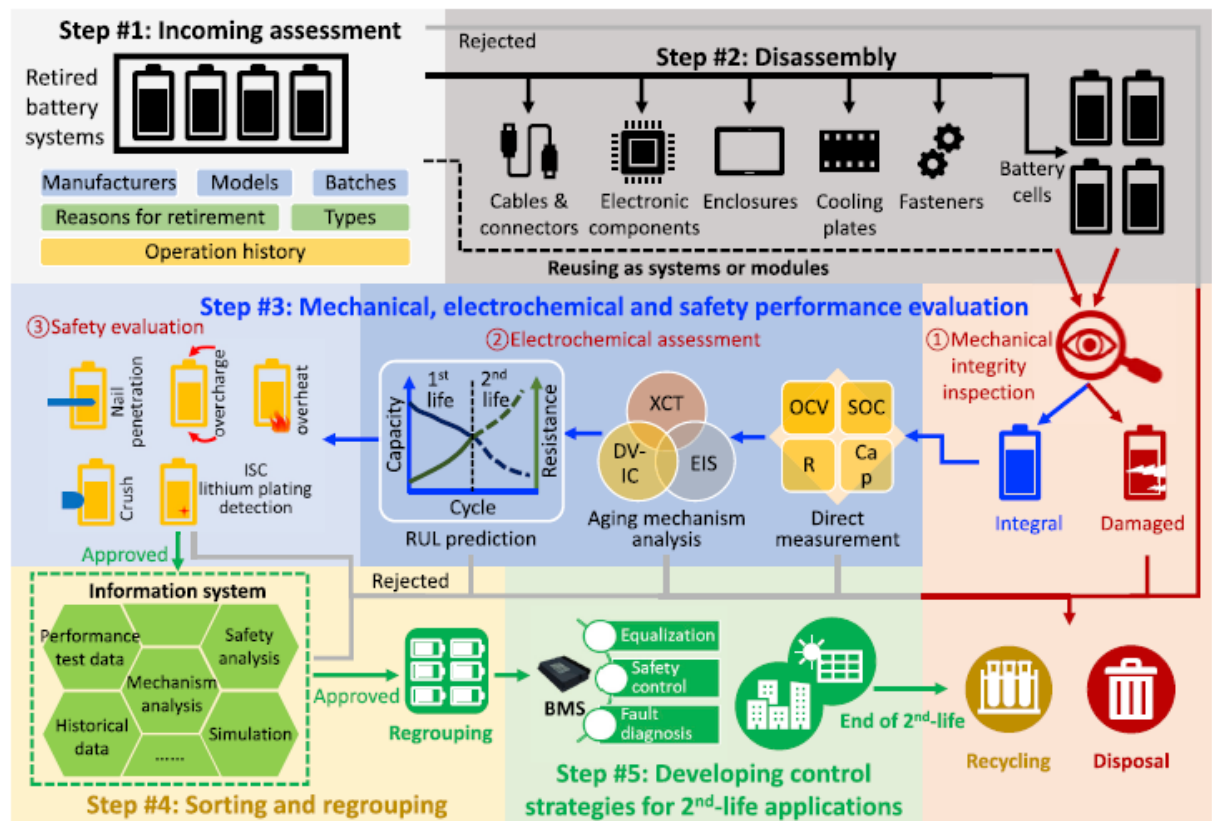 Step #1: Incoming assessment
Retired
battery
systems
Manufacturers
Models
Batches
Reasons for retirement
Types
Operation history
Rejected
Step #2: Disassembly
Cables &
connectors
Electronic
components
Enclosures
Cooling
plates
Fasteners
Battery
cells
Reusing as systems or modules
Step #3: Mechanical, electrochemical and safety performance evaluation
③Safety evaluation
Nail
penetration
overcharge
overheat
Crush
ISC
lithium plating
detection
②Electrochemical assessment
1st
life
2nd
life
Capacity
Resistance
Cycle
RUL prediction
XCT
DV-
IC
EIS
Aging mechanism
analysis
OCV
SOC
R
Ca
p
Direct
measurement
①Mechanical
integrity
inspection
Integral
Damaged
Approved
Rejected
Information system
Performance
test data
Safety
analysis
Mechanism
analysis
Historical
data
Simulation
......
Approved
Regrouping
Step #4: Sorting and regrouping
BMS
Equalization
Safety
control
Fault
diagnosis
End of 2nd-life
Step #5: Developing control
strategies for 2nd-life applications
Recycling
Disposal